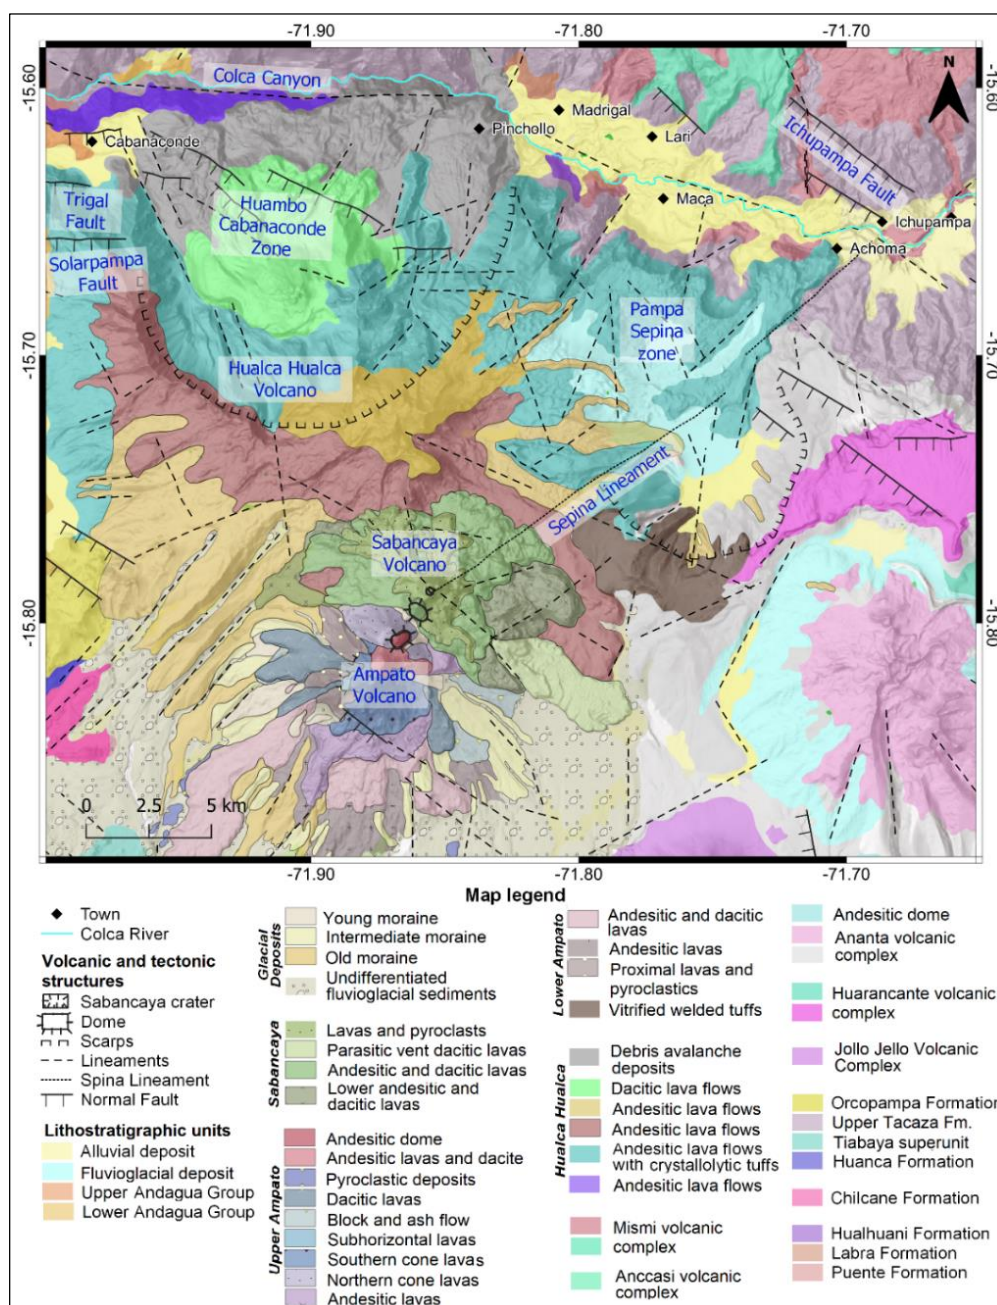 -71.90
-71.80
-71.70
-15.60
-15.60
N
Colca Canyon
Madrigal
Pinchollo
Lari
Cabanaconde
Ichupampa Fault
Trigal
Fault
Huambo
Cabanaconde
Zone
Maca
Ichupampa
Achoma
Solarpampa
Fault
Pampa
Sepina
zone
-15.70
-15.70
Hualca Hualca
Volcano
Sepina Lineament
Sabancaya
Volcano
-15.80
-15.80
Ampato
Volcano
0 2.5 5 km
-71.90
-71.80
-71.70
Map legend
Town
Colca River
Volcanic and tectonic
structures
Sabancaya crater
Dome
Scarps
Lineaments
Spina Lineament
Normal Fault
Lithostratigraphic units
Alluvial deposit
Fluvioglacial deposit
Upper Andagua Group
Lower Andagua Group
Glacial
Deposits
Young moraine
Intermediate moraine
Old moraine
Undifferentiated
fluvioglacial sediments
Sabancaya
Lavas and pyroclasts
Parasitic vent dacitic lavas
Andesitic and dacitic lavas
Lower andesitic and
dacitic lavas
Upper Ampato
Andesitic dome
Andesitic lavas and dacite
Pyroclastic deposits
Dacitic lavas
Block and ash flow
Subhorizontal lavas
Southern cone lavas
Northern cone lavas
Andesitic lavas
Lower Ampato
Andesitic and dacitic
lavas
Andesitic lavas
Proximal lavas and
pyroclastics
Vitrified welded tuffs
Hualca Hualca
Debris avalanche
deposits
Dacitic lava flows
Andesitic lava flows
Andesitic lava flows
Andesitic lava flows
with crystallolytic tuffs
Andesitic lava flows
Mismi volcanic
complex
Anccasi volcanic
complex
Andesitic dome
Ananta volcanic
complex
Huarancante volcanic
complex
Jollo Jello Volcanic
Complex
Orcopampa Formation
Upper Tacaza Fm.
Tiabaya superunit
Huanca Formation
Chilcane Formation
Hualhuani Formation
Labra Formation
Puente Formation